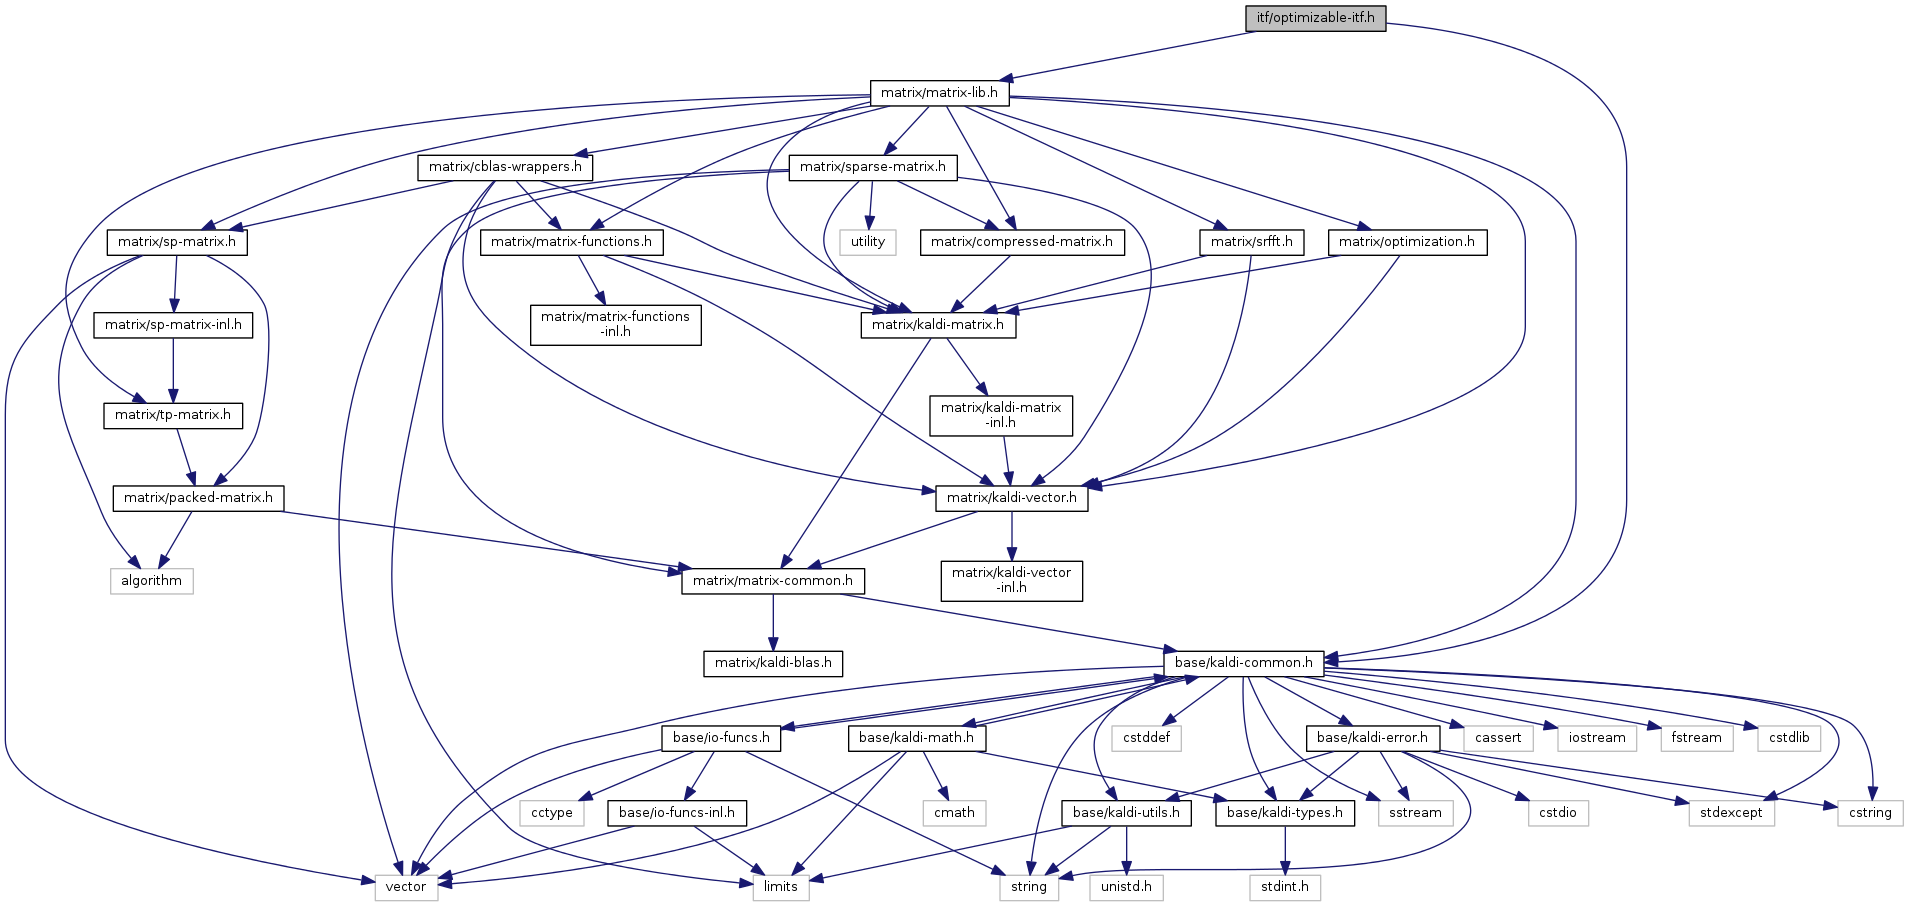 itf/optimizable-itf.h
matrix/matrix-lib.h
matrix/cblas-wrappers.h
matrix/sparse-matrix.h
matrix/sp-matrix.h
matrix/matrix-functions.h
utility
matrix/compressed-matrix.h
matrix/srfft.h
matrix/optimization.h
matrix/sp-matrix-inl.h
matrix/matrix-functions
-inl.h
matrix/kaldi-matrix.h
matrix/tp-matrix.h
matrix/kaldi-matrix
-inl.h
matrix/packed-matrix.h
matrix/kaldi-vector.h
algorithm
matrix/matrix-common.h
matrix/kaldi-vector
-inl.h
matrix/kaldi-blas.h
base/kaldi-common.h
base/io-funcs.h
base/kaldi-math.h
cstddef
base/kaldi-error.h
cassert
iostream
fstream
cstdlib
cctype
base/io-funcs-inl.h
cmath
base/kaldi-utils.h
base/kaldi-types.h
sstream
cstdio
stdexcept
cstring
vector
limits
string
unistd.h
stdint.h